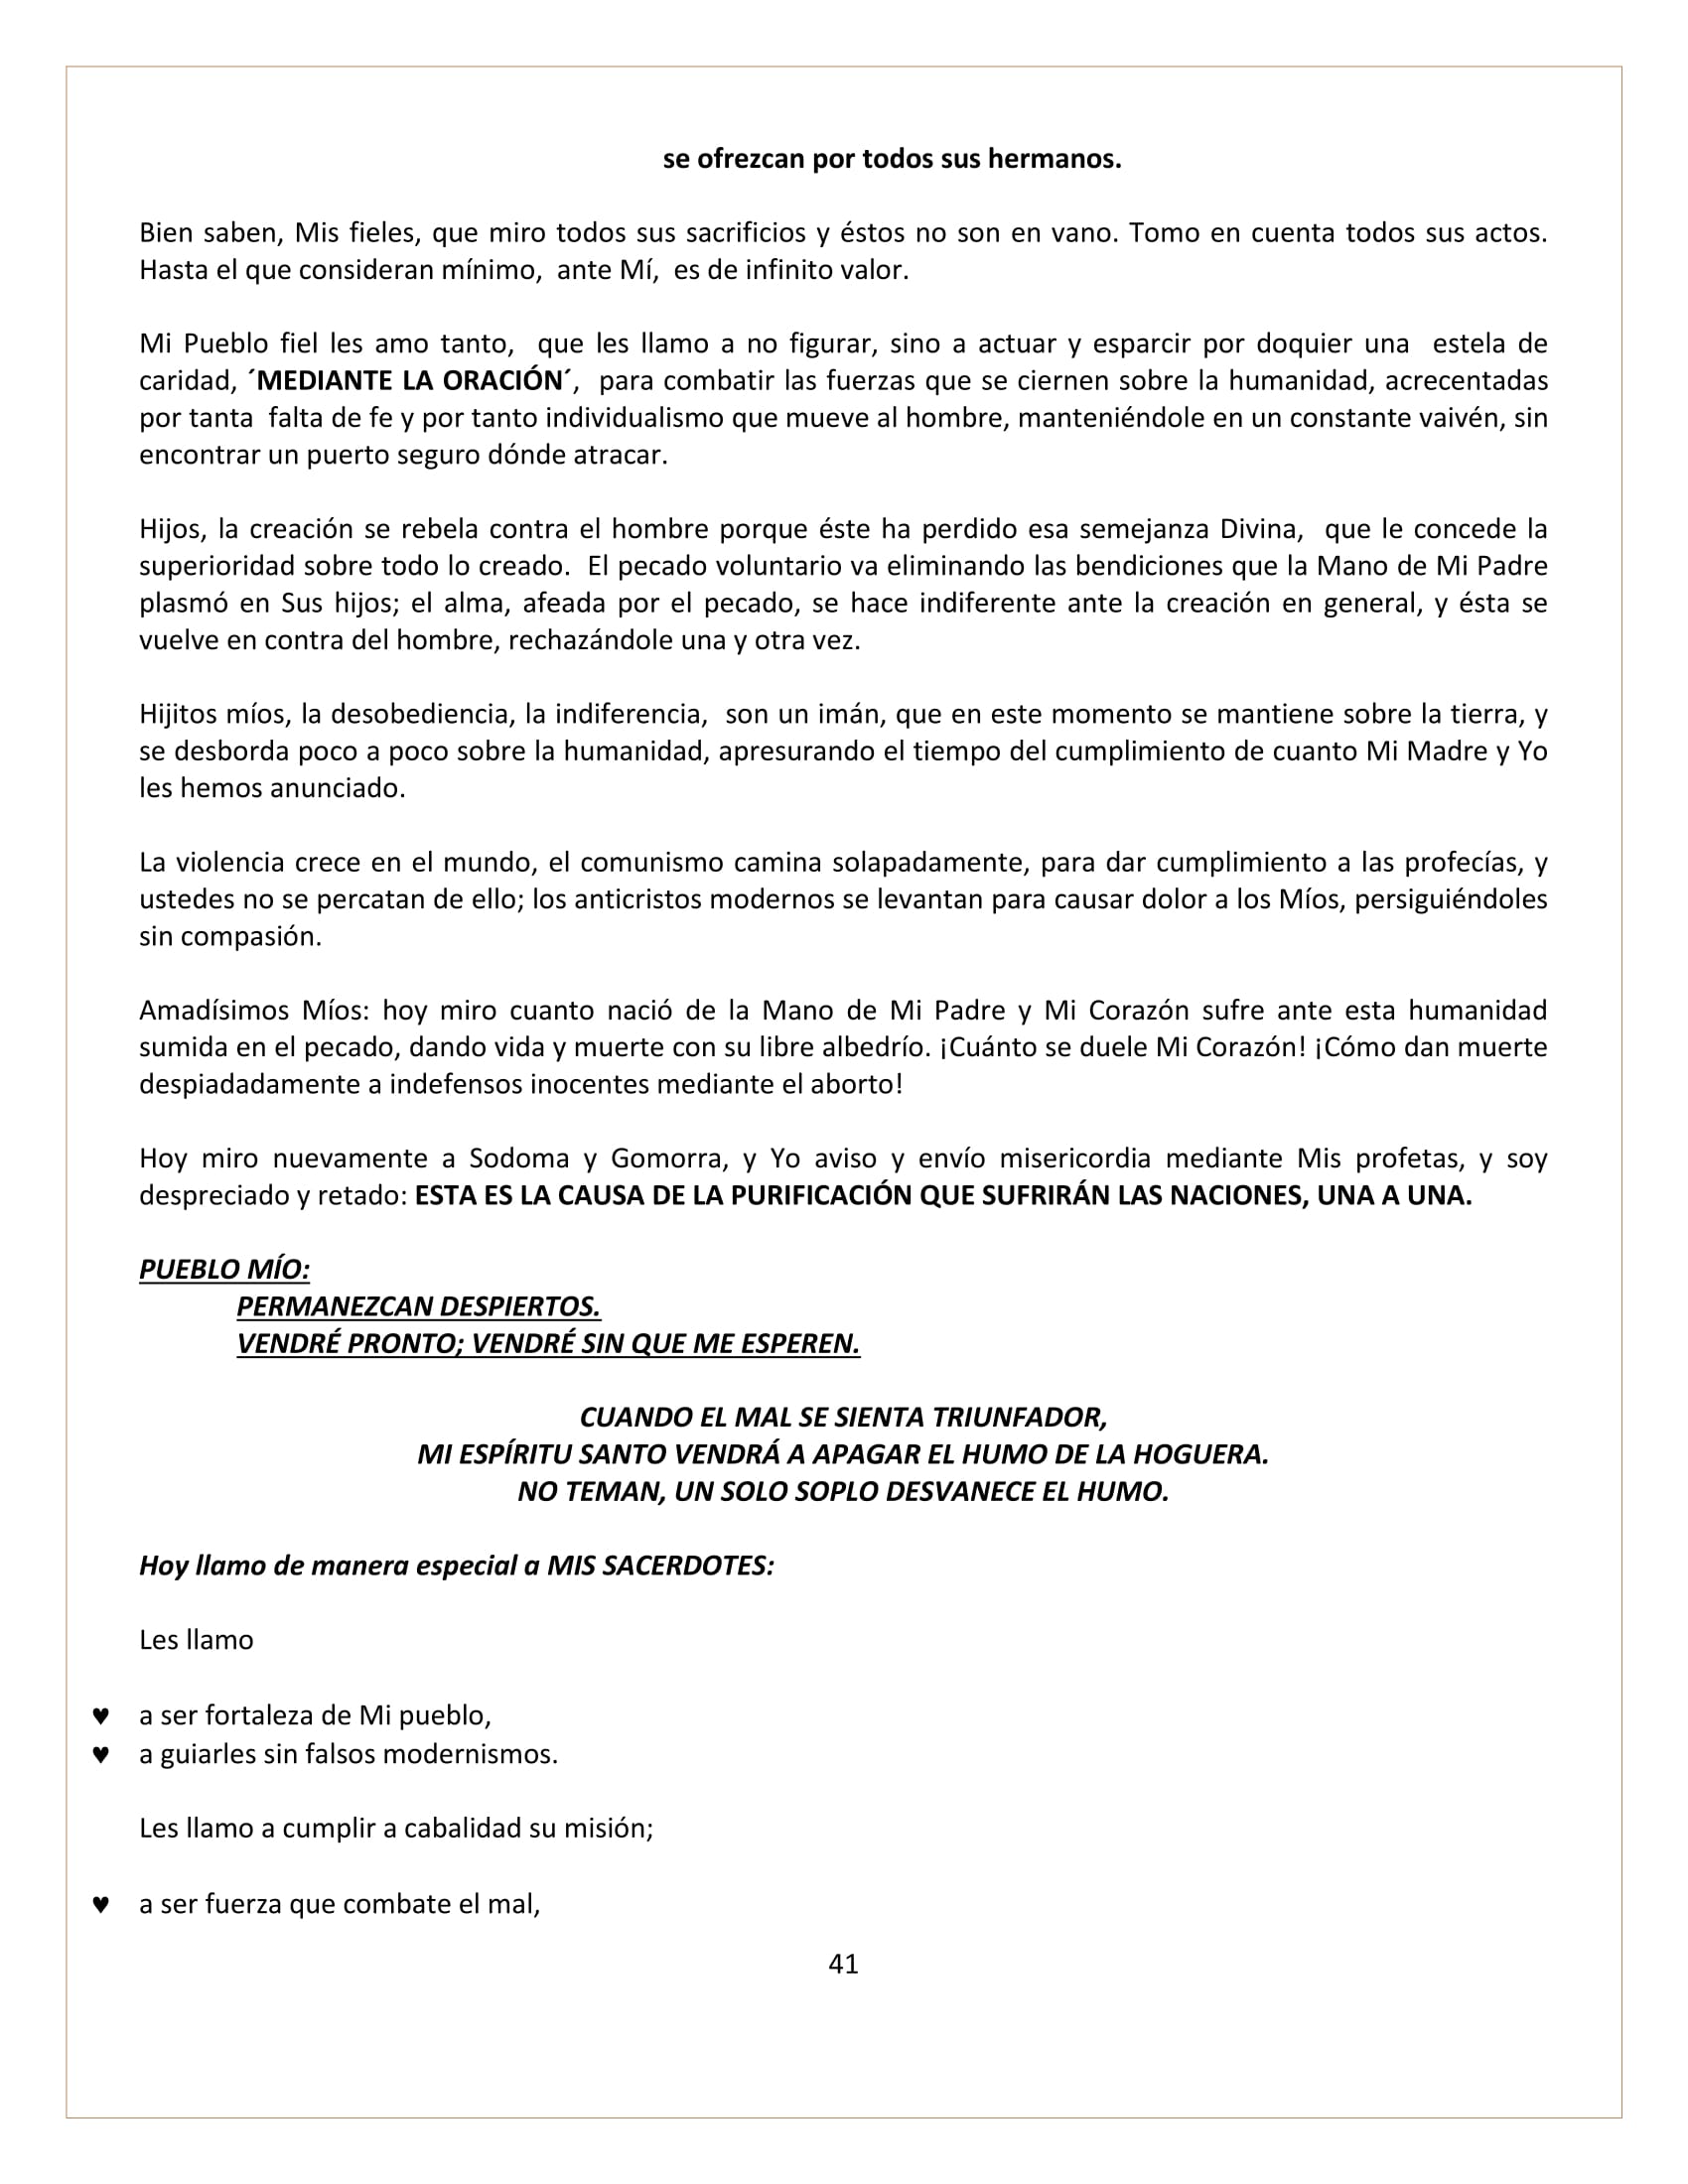 se ofrezcan por todos sus hermanos.
Bien saben, Mis fieles, que miro todos sus sacrificios y éstos no son en vano. Tomo en cuenta todos sus actos.
Hasta el que consideran mínimo, ante Mí, es de infinito valor.
Mi Pueblo fiel les amo tanto, que les llamo a no figurar, sino a actuar y esparcir por doquier una estela de
caridad, ´MEDIANTE LA ORACIÓN´, para combatir las fuerzas que se ciernen sobre la humanidad, acrecentadas
por tanta falta de fe y por tanto individualismo que mueve al hombre, manteniéndole en un constante vaivén, sin
encontrar un puerto seguro dónde atracar.
Hijos, la creación se rebela contra el hombre porque éste ha perdido esa semejanza Divina, que le concede la
superioridad sobre todo lo creado. El pecado voluntario va eliminando las bendiciones que la Mano de Mi Padre
plasmó en Sus hijos; el alma, afeada por el pecado, se hace indiferente ante la creación en general, y ésta se
vuelve en contra del hombre, rechazándole una y otra vez.
Hijitos míos, la desobediencia, la indiferencia, son un imán, que en este momento se mantiene sobre la tierra, y
se desborda poco a poco sobre la humanidad, apresurando el tiempo del cumplimiento de cuanto Mi Madre y Yo
les hemos anunciado.
La violencia crece en el mundo, el comunismo camina solapadamente, para dar cumplimiento a las profecías, y
ustedes no se percatan de ello; los anticristos modernos se levantan para causar dolor a los Míos, persiguiéndoles
sin compasión.
Amadísimos Míos: hoy miro cuanto nació de la Mano de Mi Padre y Mi Corazón sufre ante esta humanidad
sumida en el pecado, dando vida y muerte con su libre albedrío. ¡Cuánto se duele Mi Corazón! ¡Cómo dan muerte
despiadadamente a indefensos inocentes mediante el aborto!
Hoy miro nuevamente a Sodoma y Gomorra, y Yo aviso y envío misericordia mediante Mis profetas, y soy
despreciado y retado: ESTA ES LA CAUSA DE LA PURIFICACIÓN QUE SUFRIRÁN LAS NACIONES, UNA A UNA.
PUEBLO MÍO:
PERMANEZCAN DESPIERTOS.
VENDRÉ PRONTO; VENDRÉ SIN QUE ME ESPEREN.
CUANDO EL MAL SE SIENTA TRIUNFADOR,
MI ESPÍRITU SANTO VENDRÁ A APAGAR EL HUMO DE LA HOGUERA.
NO TEMAN, UN SOLO SOPLO DESVANECE EL HUMO.
Hoy llamo de manera especial a MIS SACERDOTES:
Les llamo
♥ a ser fortaleza de Mi pueblo,
♥ a guiarles sin falsos modernismos.
Les llamo a cumplir a cabalidad su misión;
♥ a ser fuerza que combate el mal,
41